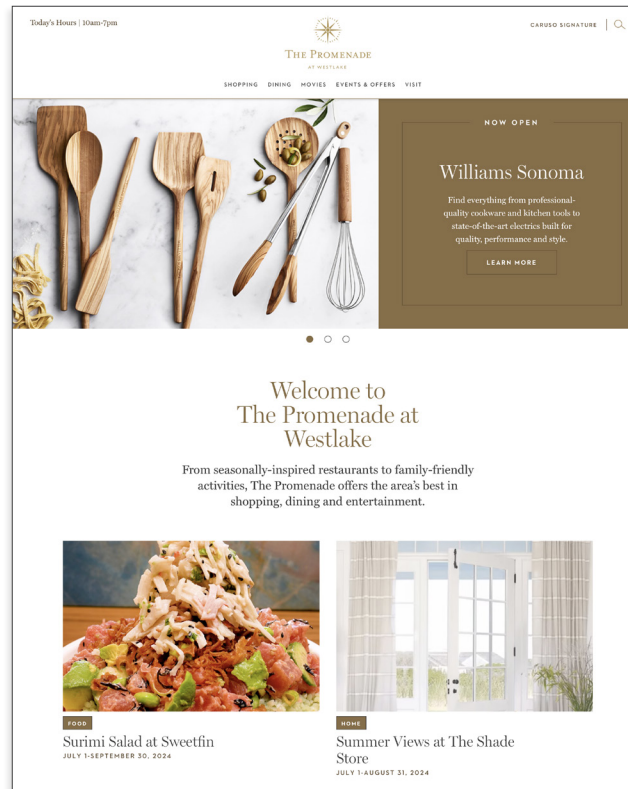 Today's Hours | 10am-7pm
CARUSO SIGNATURE
THE PROMENADE
AT WESTLAKE
SHOPPING DINING MOVIES EVENTS & OFFERS VISIT
NOW OPEN
Williams Sonoma
Find everything from professional-
quality cookware and kitchen tools to
state-of-the-art electrics built for
quality, performance and style.
LEARN MORE
Welcome to
The Promenade at
Westlake
From seasonally-inspired restaurants to family-friendly
activities, The Promenade offers the area's best in
shopping, dining and entertainment.
FOOD
Surimi Salad at Sweetfin
JULY 1-SEPTEMBER 30, 2024
HOME
Summer Views at The Shade
Store
JULY 1-AUGUST 31, 2024